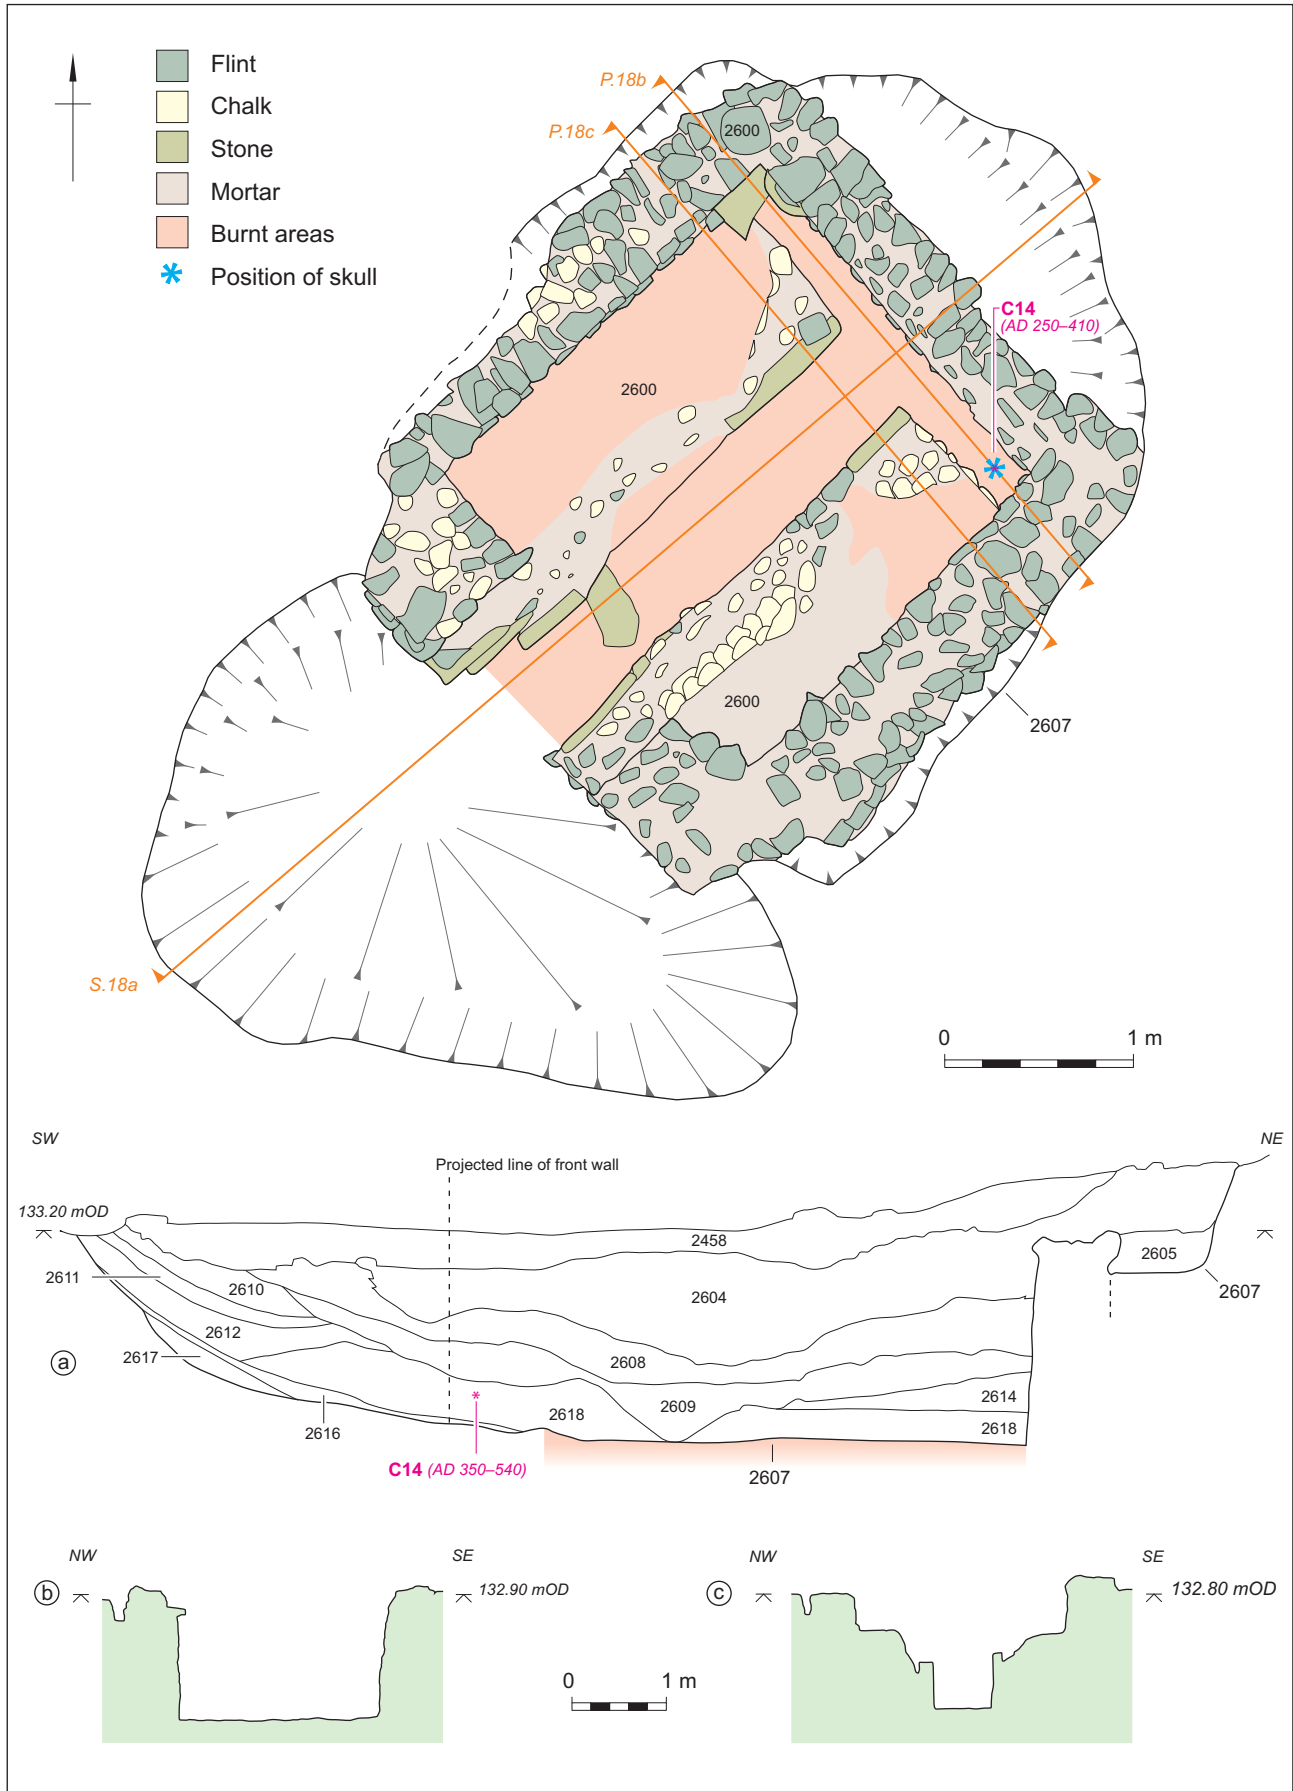 Flint
Chalk
Stone
Mortar
Burnt areas
Position of skull
P.18b
P.18c
2600
C14
(AD 250–410)
2600
2600
2607
S.18a
0 1 m
SW
NE
Projected line of front wall
133.20 mOD
2458
2605
2611
2610
2604
2607
2612
2608
2617
a
2609
2614
2618
2618
2616
C14 (AD 350–540)
2607
NW
SE
NW
SE
b
132.90 mOD
c
132.80 mOD
0 1 m